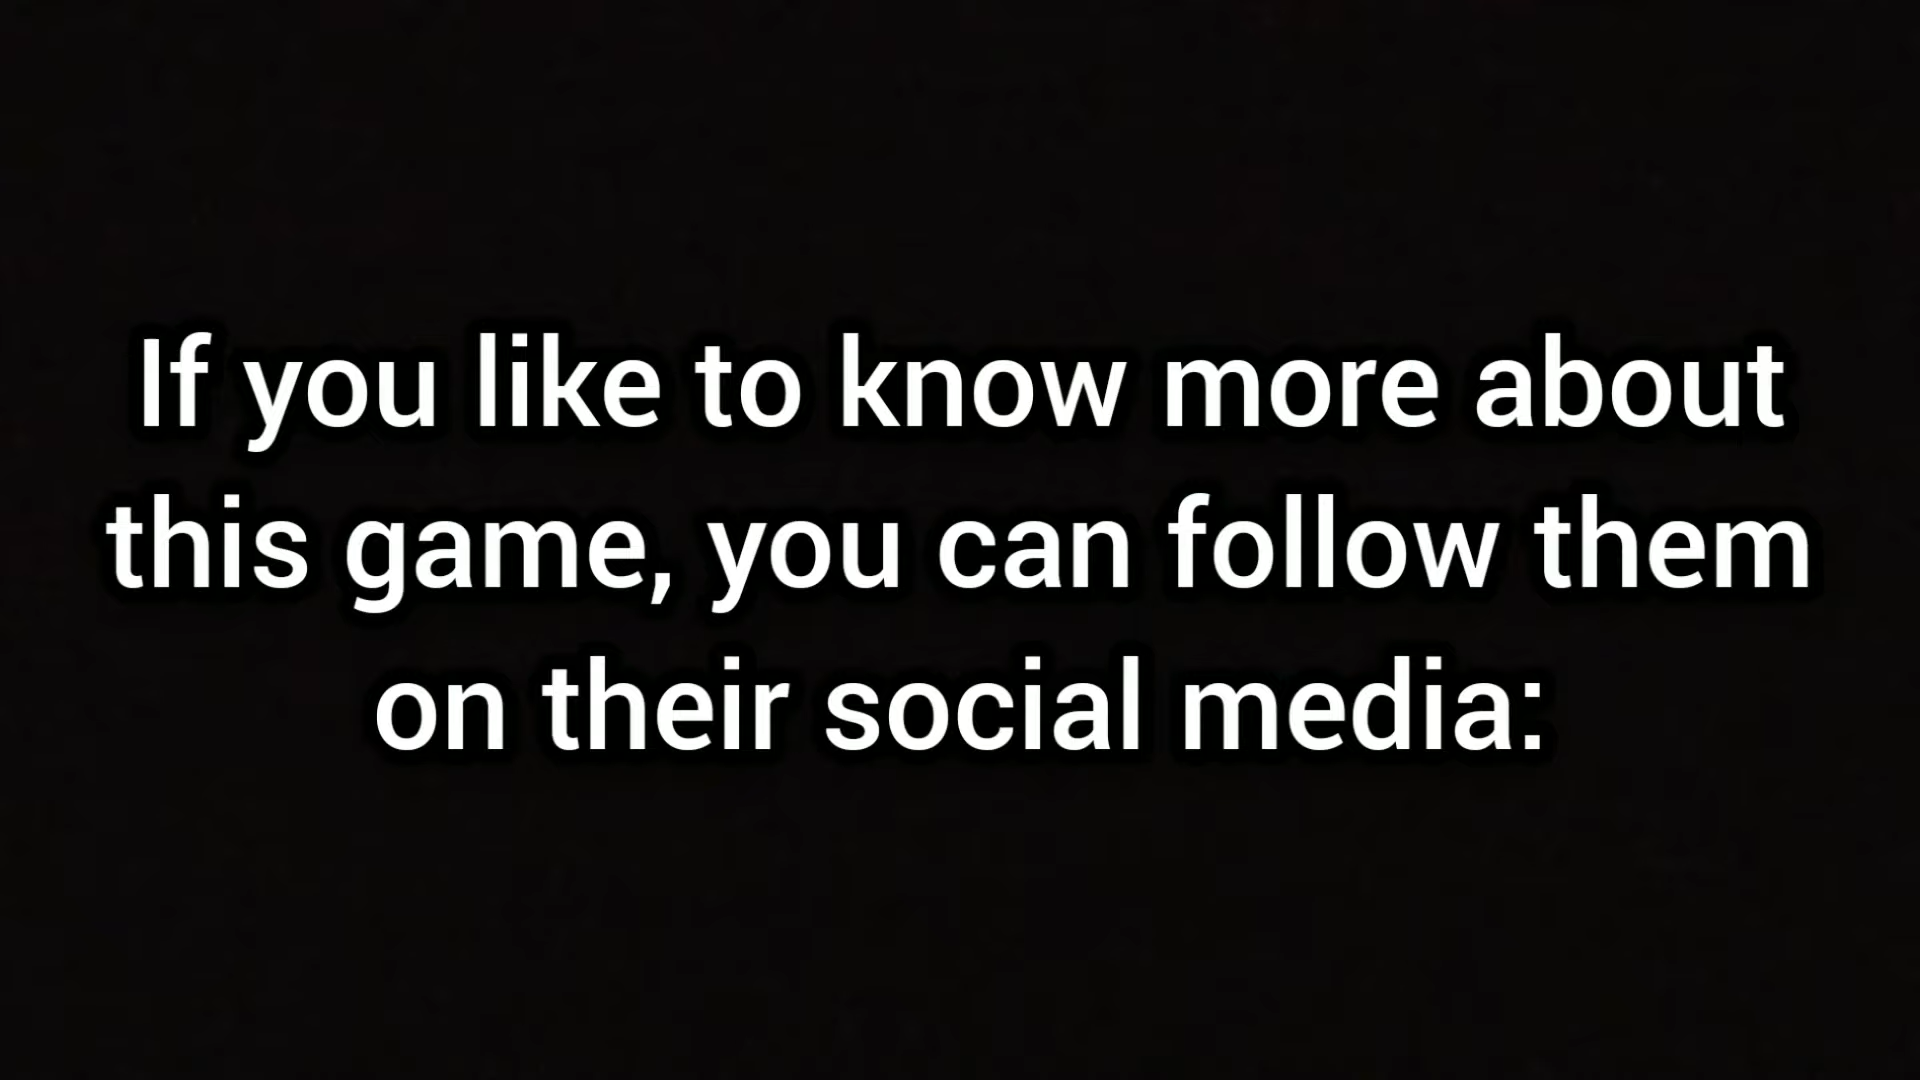 If you like to know more about
this game, you can follow them
on their social media: